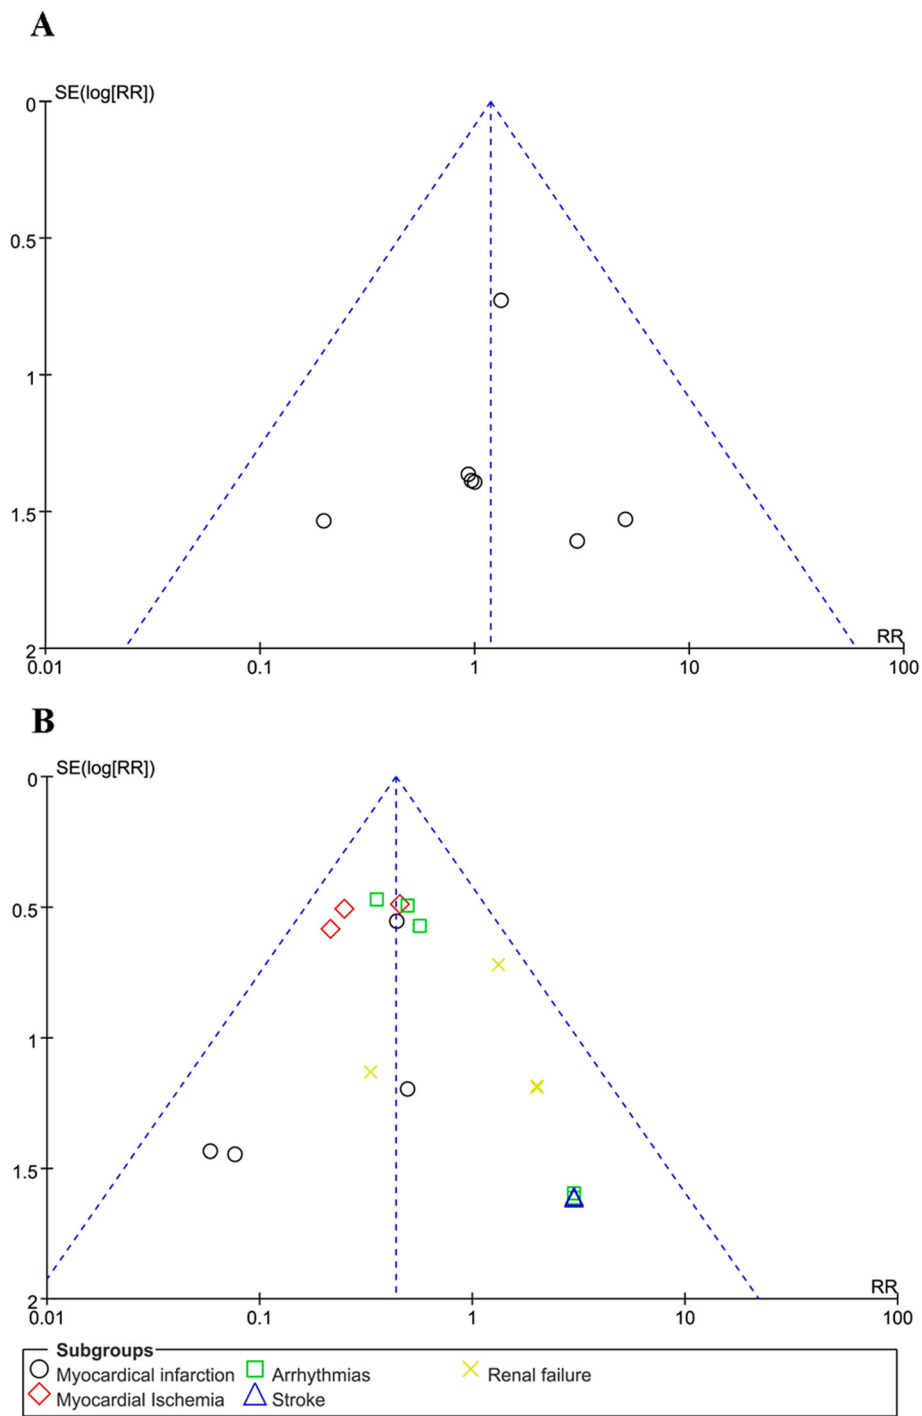 A
SE(log[RR])
0
0.5
1
1.5
2
RR
0.01 0.1 1 10 100
B
SE(log[RR])
0
0.5
1
1.5
2
RR
0.01 0.1 1 10 100
Subgroups
Myocardical infarction Arrhythmias Renal failure
Myocardial Ischemia Stroke